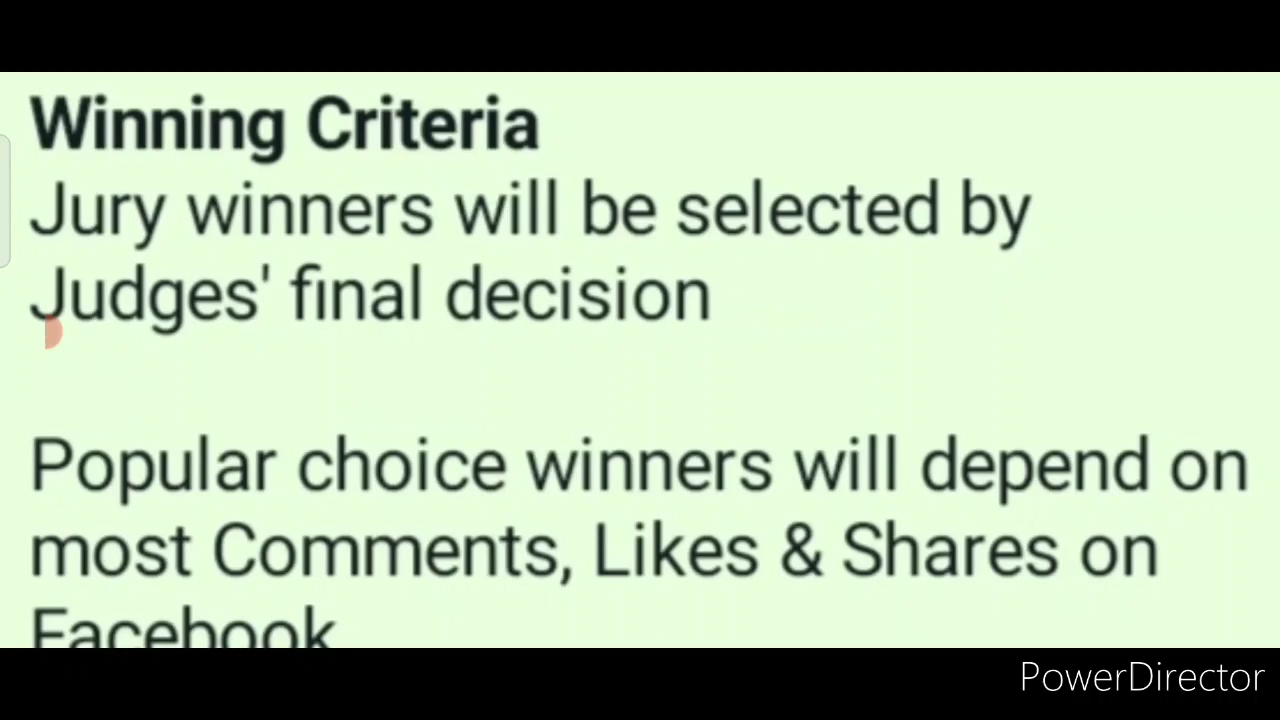 Winning Criteria
Jury winners will be selected by
Judges' final decision
Popular choice winners will depend on
most Comments, Likes & Shares on
Facebook
PowerDirector